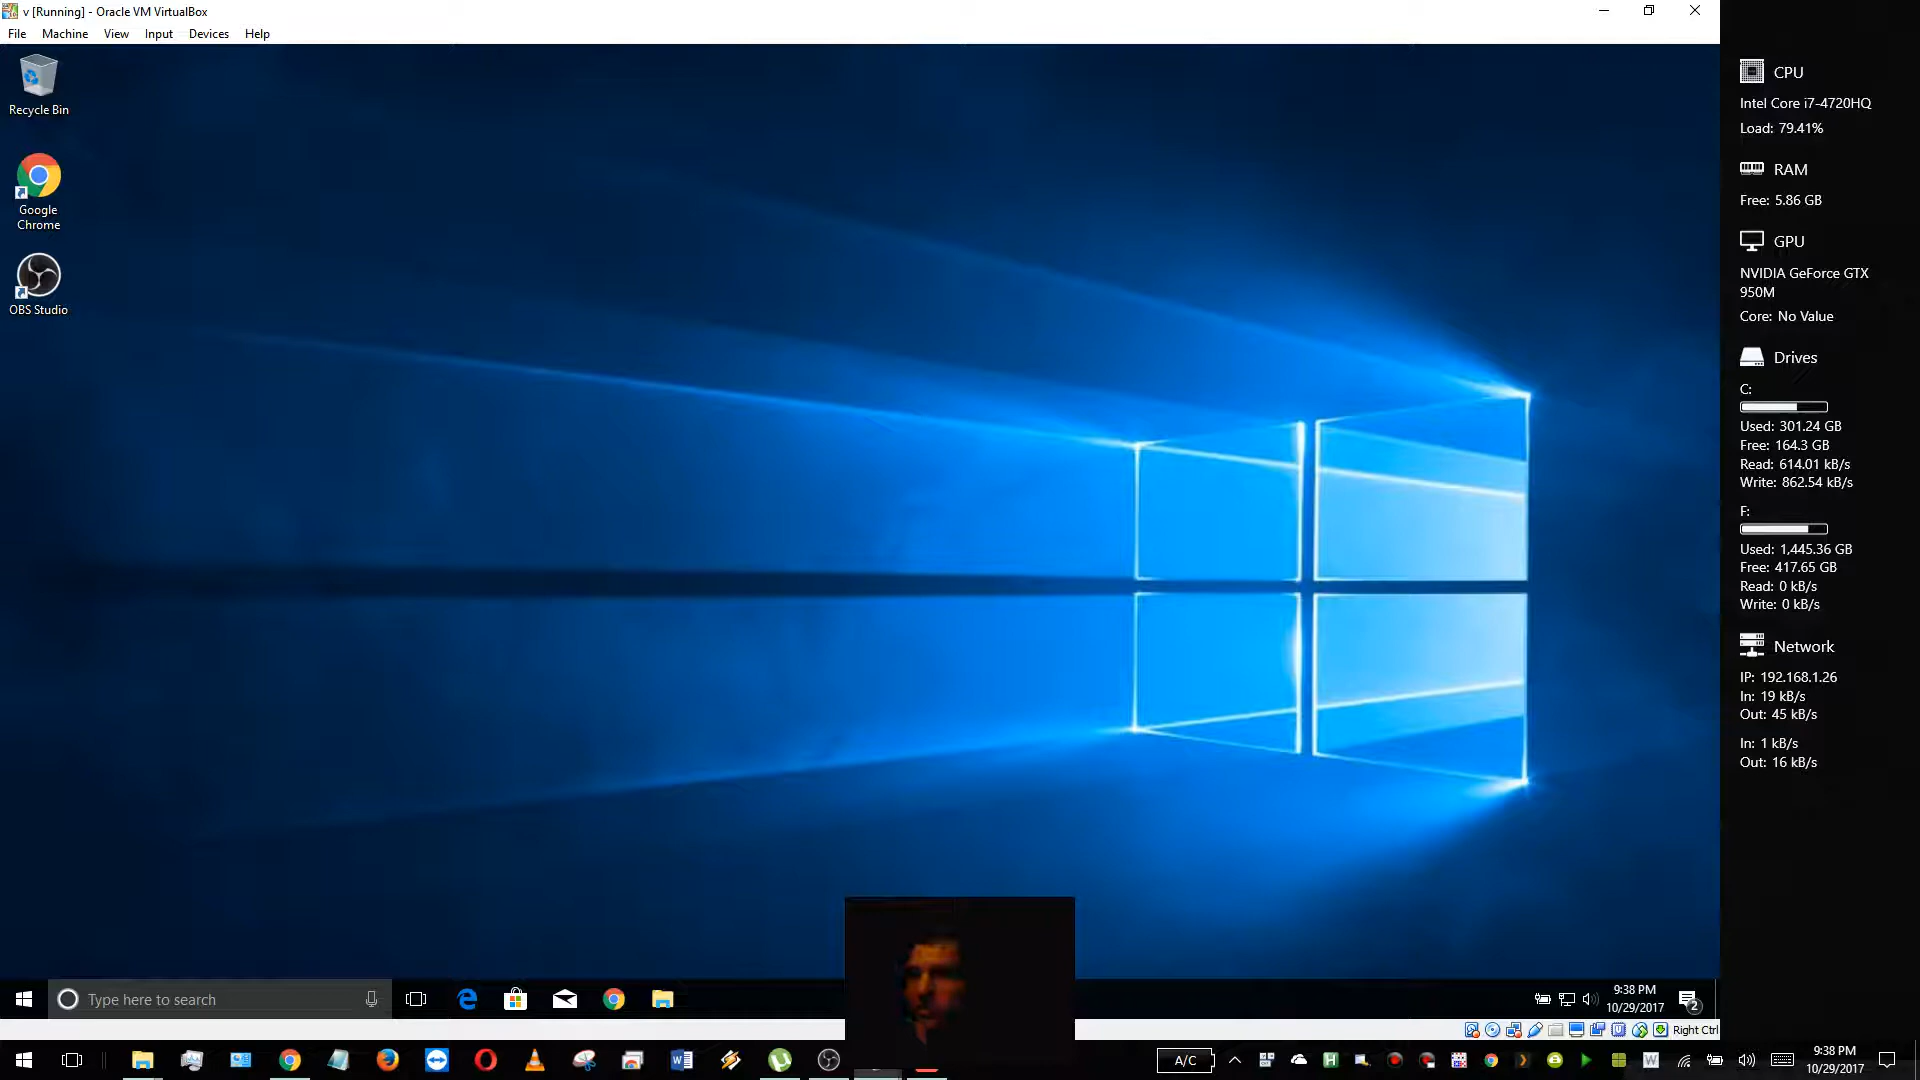 v [Running] - Oracle VM VirtualBox
File Machine View Input Devices Help
Recycle Bin
Google
Chrome
OBS Studio
CPU
Intel Core i7-4720HQ
Load: 79.41%
RAM
Free: 5.86 GB
GPU
NVIDIA GeForce GTX
950M
Core: No Value
Drives
C:
Used: 301.24 GB
Free: 164.3 GB
Read: 614.01 kB/s
Write: 862.54 kB/s
F:
Used: 1,445.36 GB
Free: 417.65 GB
Read: 0 kB/s
Write: 0 kB/s
Network
IP: 192.168.1.26
In: 19 kB/s
Out: 45 kB/s
In: 1 kB/s
Out: 16 kB/s
Type here to search
9:38 PM
10/29/2017
2
Right Ctrl
A/C
9:38 PM
10/29/2017